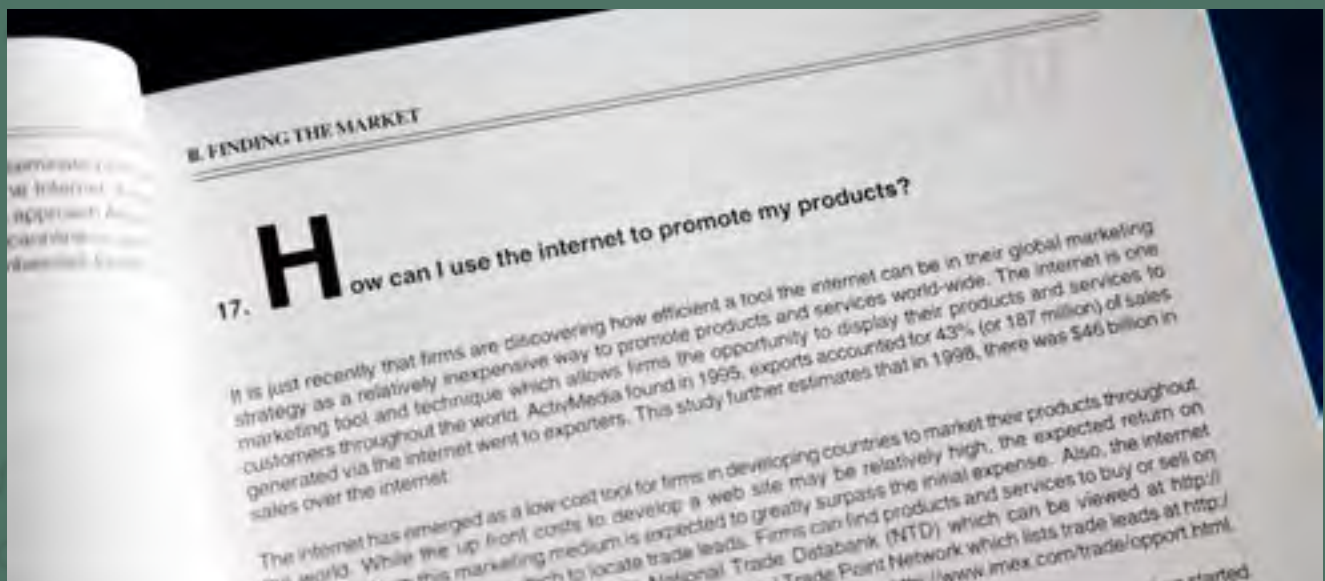 II. FINDING THE MARKET
17. How can I use the internet to promote my products?
It is just recently that firms are discovering how efficient a tool the internet can be in their global marketing
strategy as a relatively inexpensive way to promote products and services world-wide. The internet is one
marketing tool and technique which allows firms the opportunity to display their products and services to
customers throughout the world. ActivMedia found in 1995, exports accounted for 43% (or 187 million) of sales
generated via the internet went to exporters. This study further estimates that in 1998, there was $46 billion in
sales over the internet.
The internet has emerged as a low-cost tool for firms in developing countries to market their products throughout
the world. While the up front costs to develop a web site may be relatively high, the expected return on
this marketing medium is expected to greatly surpass the initial expense. Also, the internet
to locate trade leads. Firms can find products and services to buy or sell on
National Trade Databank (NTD) which can be viewed at http://
Trade Point Network which lists trade leads at http:/
//www.imex.com/trade/opport.html.
started